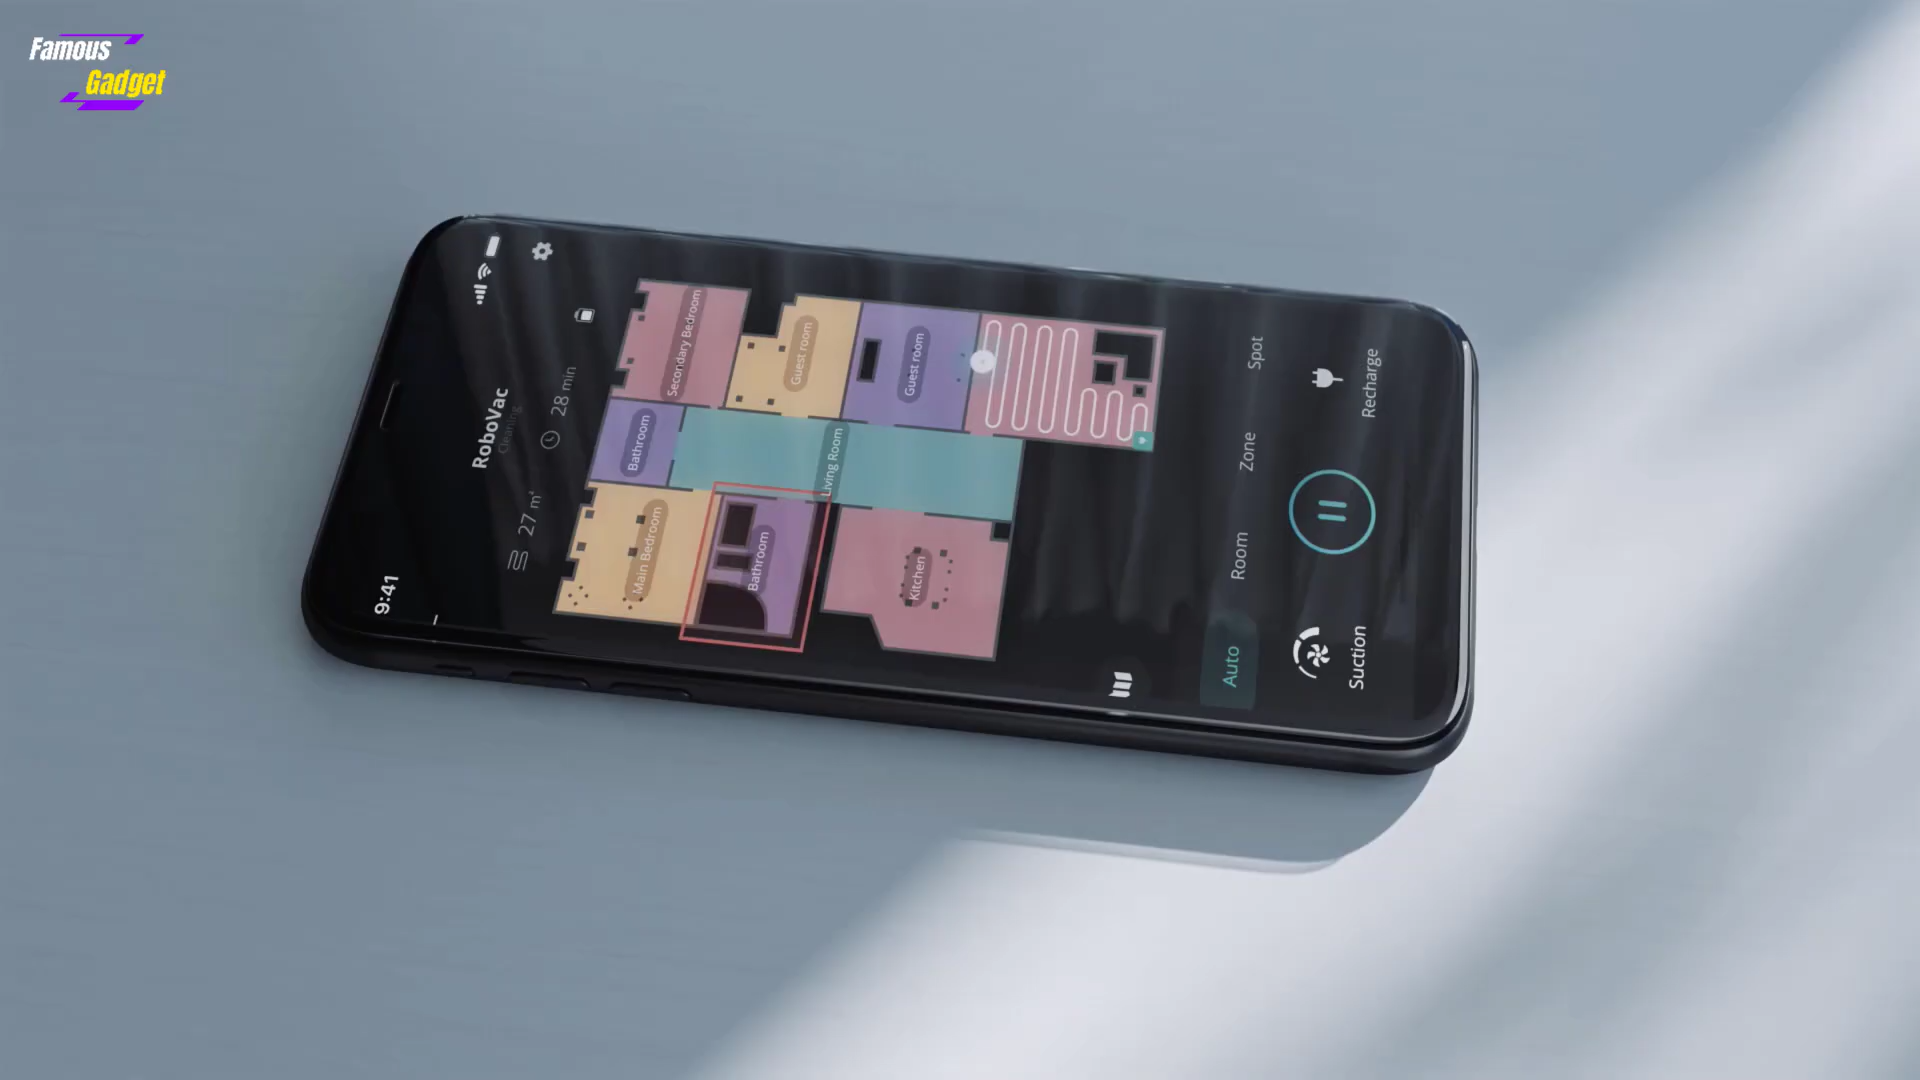 Famous
Gadget
9:41
RoboVac
Cleaning
27 m²
28 min
Secondary Bedroom
Guest room
Guest room
Bathroom
Living Room
Main Bedroom
Bathroom
Kitchen
Auto
Room
Zone
Spot
Suction
Recharge